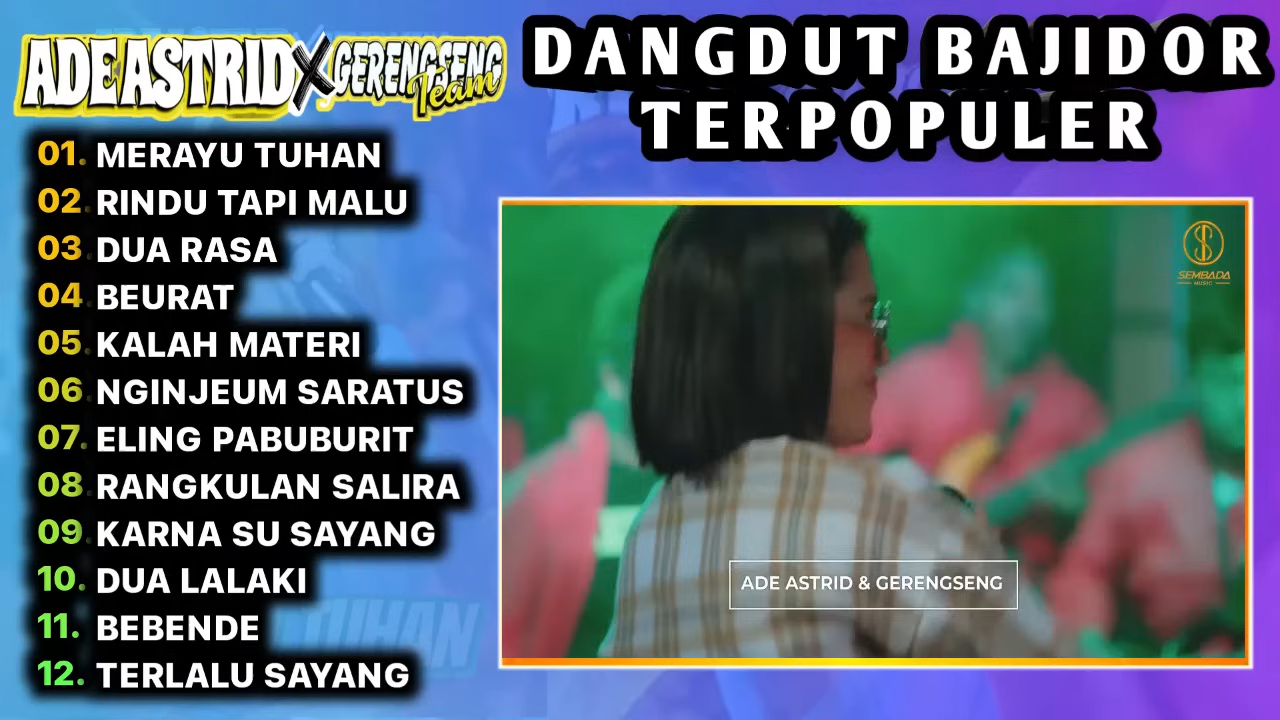 ADE ASTRID X GERENGSENG Team
DANGDUT BAJIDOR
TERPOPULER
01. MERAYU TUHAN
02. RINDU TAPI MALU
03. DUA RASA
04. BEURAT
05. KALAH MATERI
06. NGINJEUM SARATUS
07. ELING PABUBURIT
08. RANGKULAN SALIRA
09. KARNA SU SAYANG
10. DUA LALAKI
11. BEBENDE
12. TERLALU SAYANG
SEMBADA
MUSIC
ADE ASTRID & GERENGSENG
TUHAN